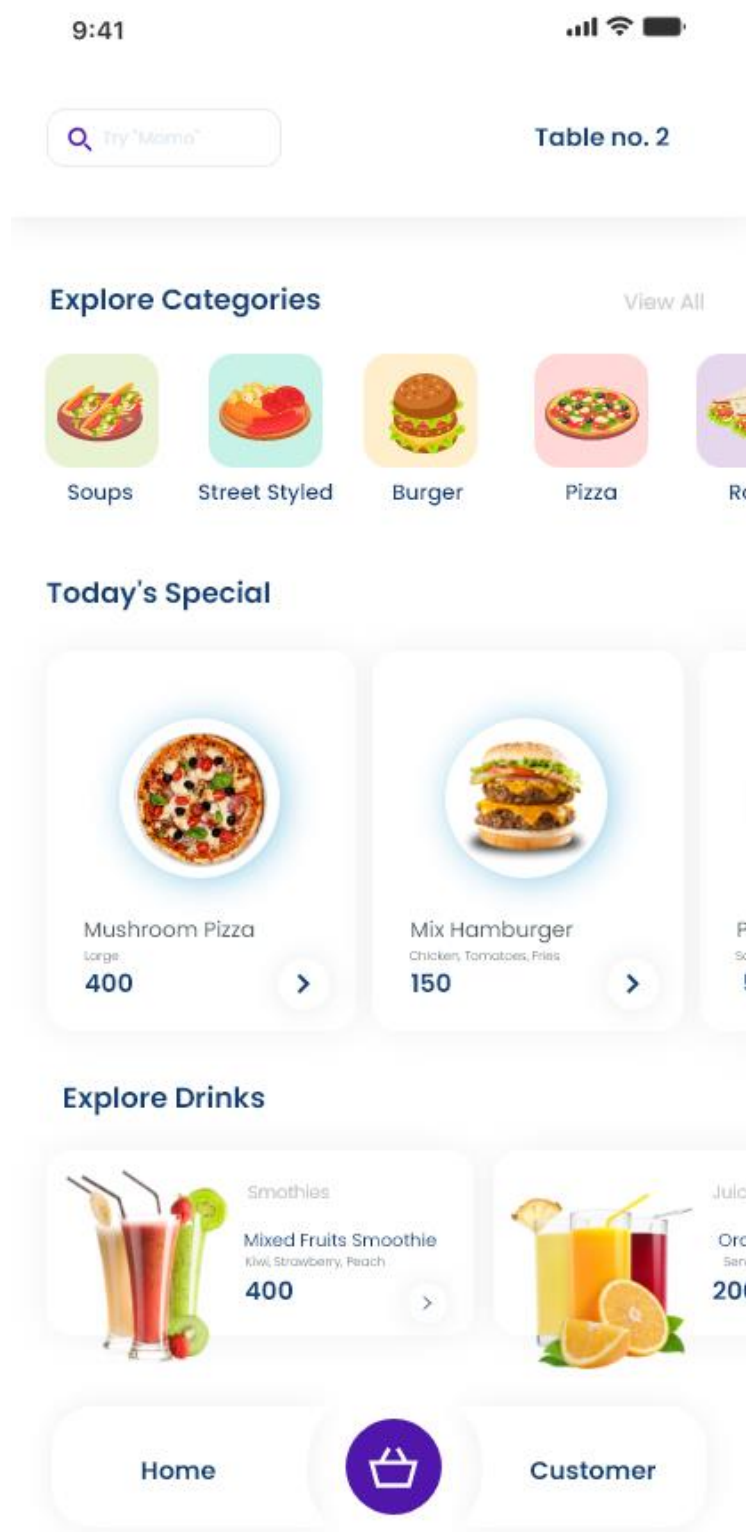 9:41
Try "Momo"
Table no. 2
Explore Categories
View All
Soups
Street Styled
Burger
Pizza
Today's Special
Mushroom Pizza
Large
400
Mix Hamburger
Chicken, Tomatoes, Fries
150
Explore Drinks
Smothies
Mixed Fruits Smoothie
Kiwi, Strawberry, Peach
400
200
Home
Customer